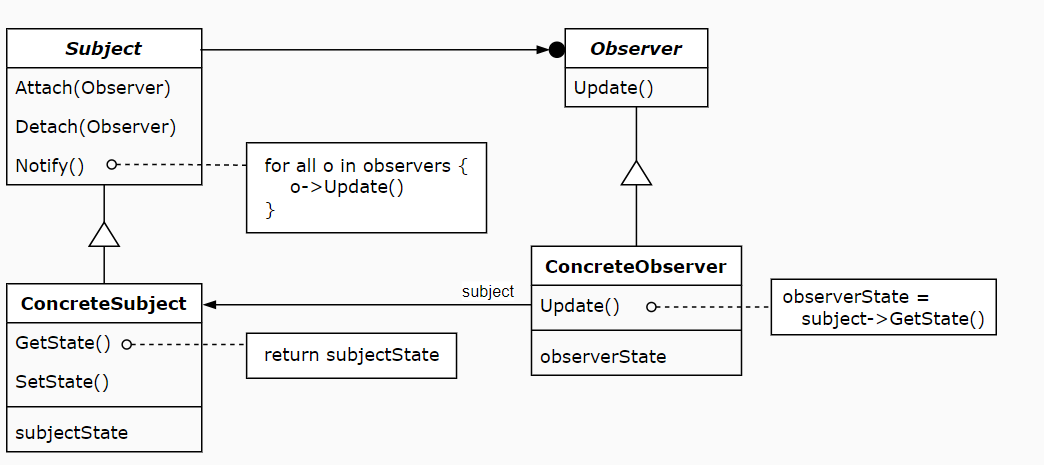 Subject
Attach(Observer)
Detach(Observer)
Notify()
for all o in observers {
o->Update()
}
Observer
Update()
ConcreteSubject
GetState()
SetState()
subjectState
return subjectState
subject
ConcreteObserver
Update()
observerState
observerState =
subject->GetState()